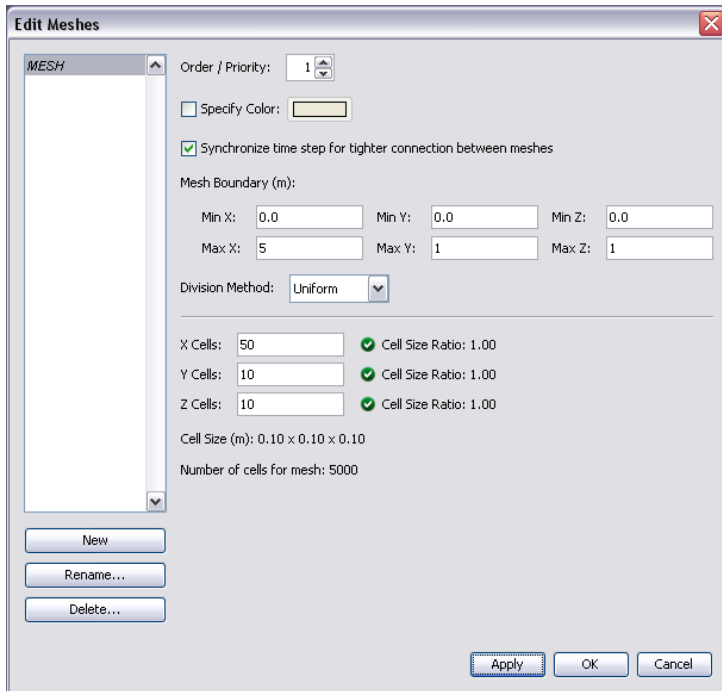 Edit Meshes
MESH
Order / Priority: 1
Specify Color:
Synchronize time step for tighter connection between meshes
Mesh Boundary (m):
Min X: 0.0 Min Y: 0.0 Min Z: 0.0
Max X: 5 Max Y: 1 Max Z: 1
Division Method: Uniform
X Cells: 50 Cell Size Ratio: 1.00
Y Cells: 10 Cell Size Ratio: 1.00
Z Cells: 10 Cell Size Ratio: 1.00
Cell Size (m): 0.10 x 0.10 x 0.10
Number of cells for mesh: 5000
New
Rename...
Delete...
Apply OK Cancel